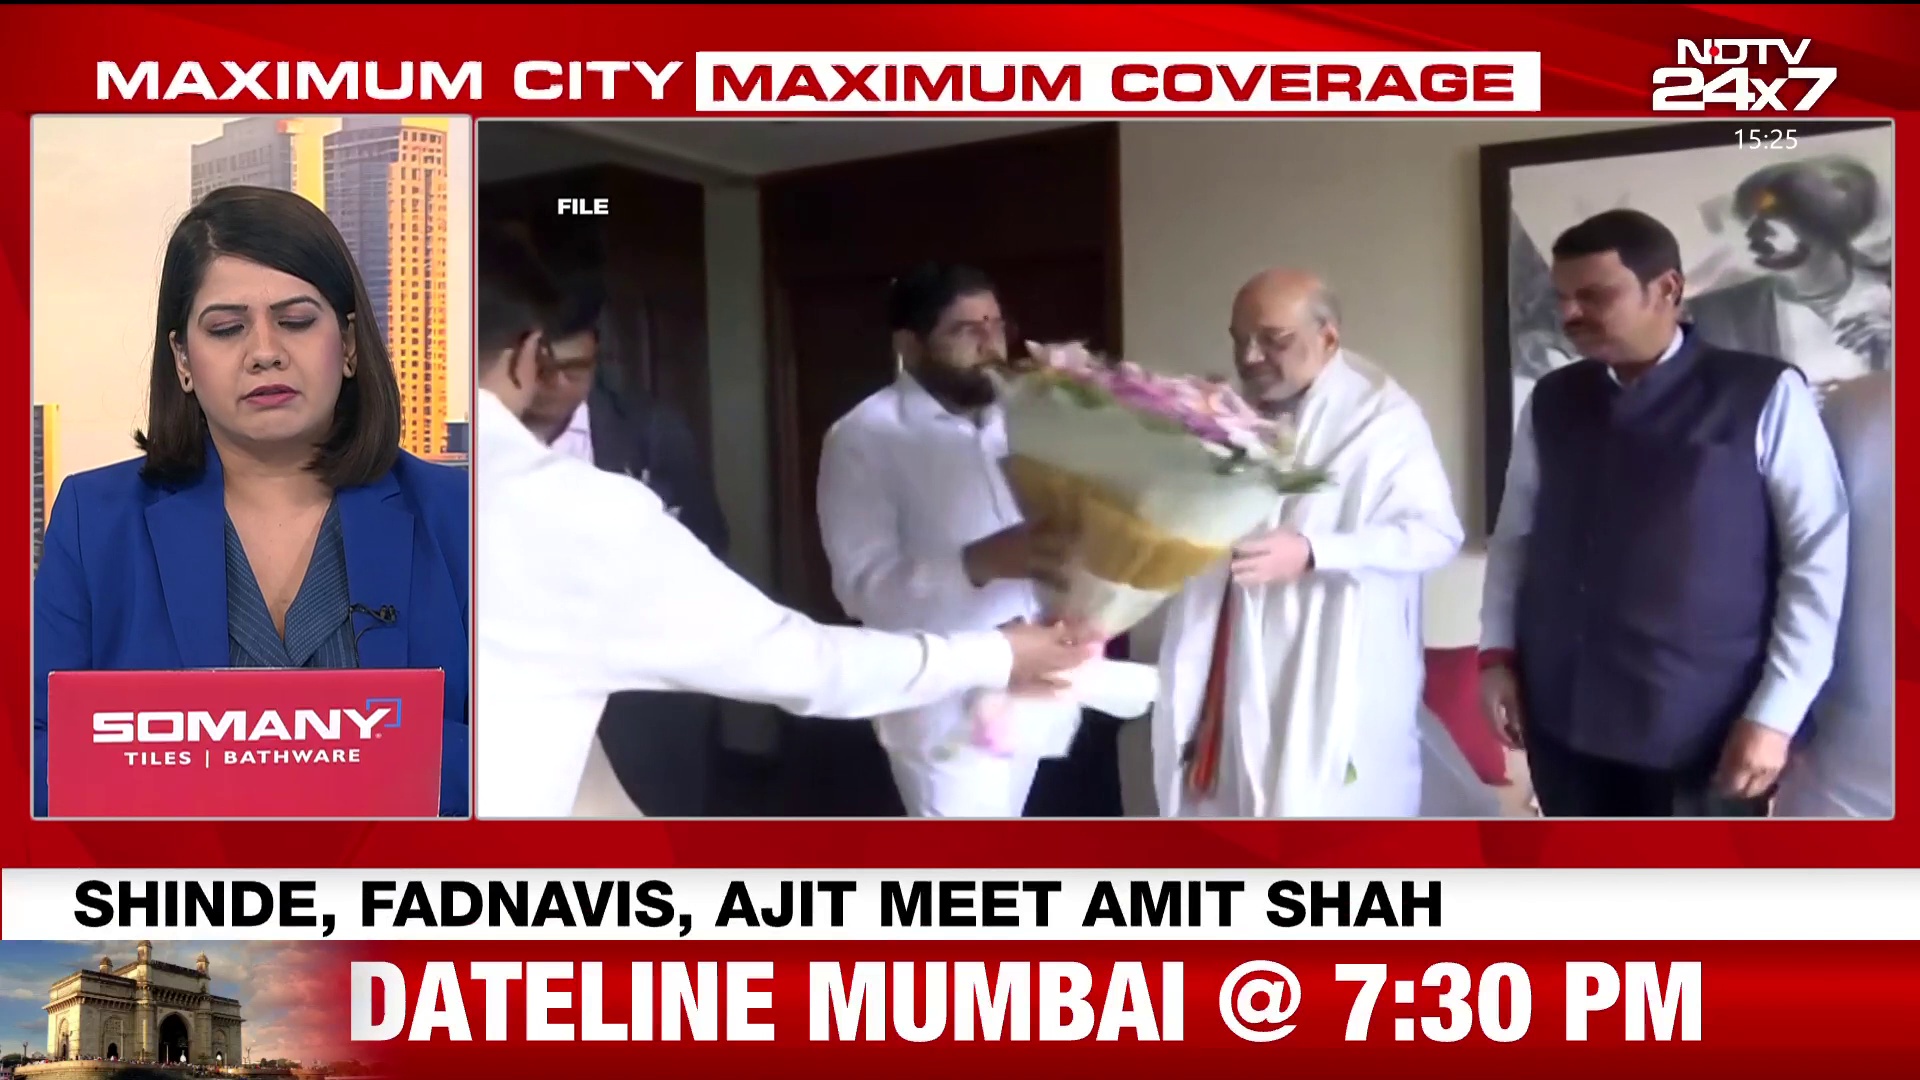 MAXIMUM CITY MAXIMUM COVERAGE
NDTV
24x7
15:25
FILE
SOMANY
TILES | BATHWARE
SHINDE, FADNAVIS, AJIT MEET AMIT SHAH
DATELINE MUMBAI @ 7:30 PM